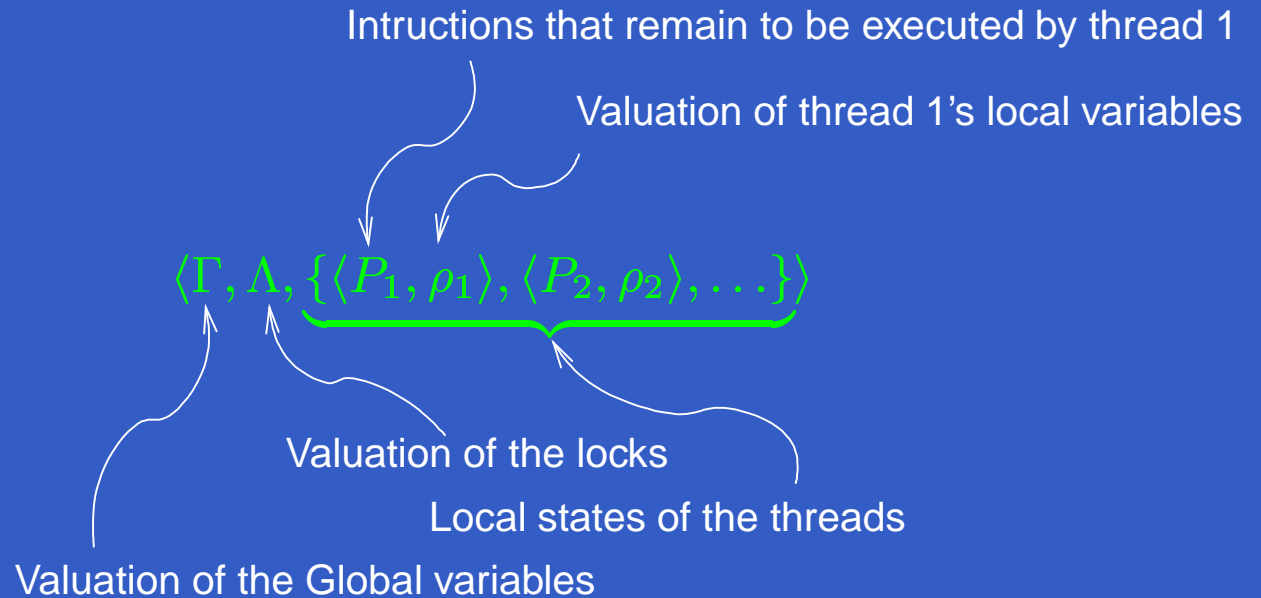 Intructions that remain to be executed by thread 1
Valuation of thread 1’s local variables
⟨Γ, Λ, {⟨P₁, ρ₁⟩, ⟨P₂, ρ₂⟩, . . .}⟩
Valuation of the locks
Local states of the threads
Valuation of the Global variables